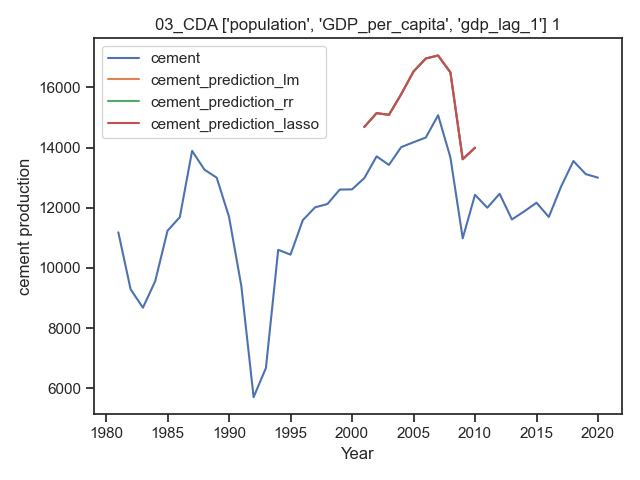 03_CDA ['population', 'GDP_per_capita', 'gdp_lag_1'] 1
cement
cement_prediction_lm
cement_prediction_rr
cement_prediction_lasso
cement production
16000
14000
12000
10000
8000
6000
1980
1985
1990
1995
2000
2005
2010
2015
2020
Year